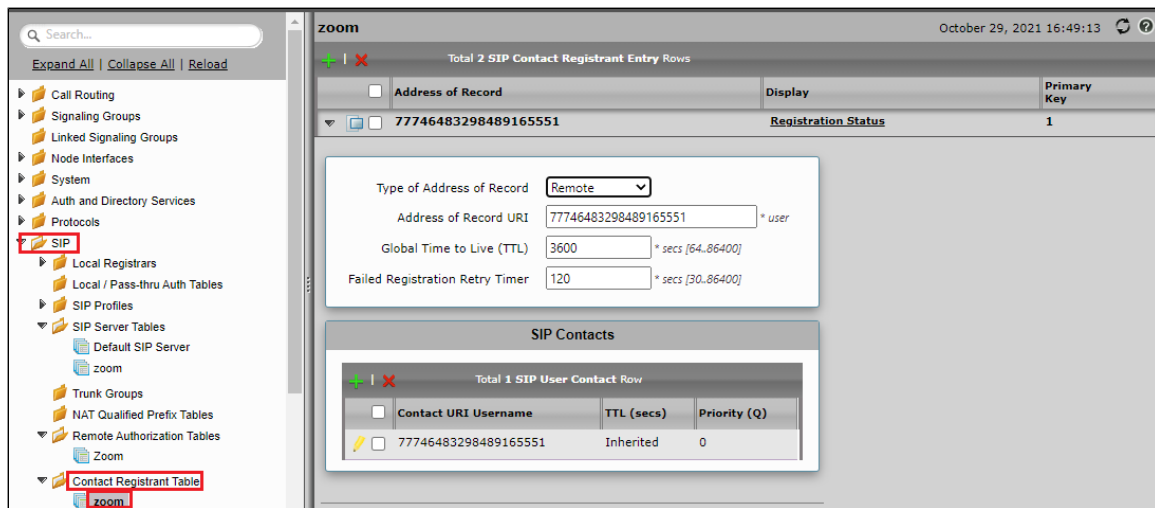 Search...
Expand All | Collapse All | Reload
Call Routing
Signaling Groups
Linked Signaling Groups
Node Interfaces
System
Auth and Directory Services
Protocols
SIP
Local Registrars
Local / Pass-thru Auth Tables
SIP Profiles
SIP Server Tables
Default SIP Server
zoom
Trunk Groups
NAT Qualified Prefix Tables
Remote Authorization Tables
Zoom
Contact Registrant Table
zoom
zoom October 29, 2021 16:49:13
Total 2 SIP Contact Registrant Entry Rows
Address of Record Display Primary Key
77746483298489165551 Registration Status 1
Type of Address of Record Remote
Address of Record URI 77746483298489165551 * user
Global Time to Live (TTL) 3600 * secs [64..86400]
Failed Registration Retry Timer 120 * secs [30..86400]
SIP Contacts
Total 1 SIP User Contact Row
Contact URI Username TTL (secs) Priority (Q)
77746483298489165551 Inherited 0